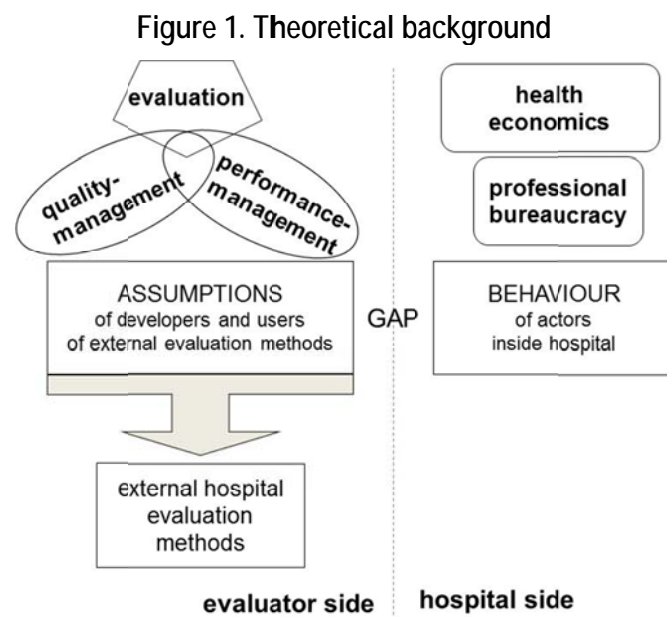 Figure 1. Theoretical background
evaluation
quality-
management
performance-
management
ASSUMPTIONS
of developers and users
of external evaluation methods
external hospital
evaluation
methods
evaluator side
GAP
health
economics
professional
bureaucracy
BEHAVIOUR
of actors
inside hospital
hospital side